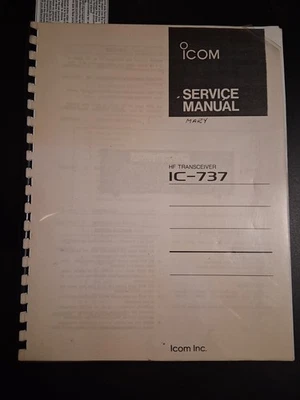 ICOM
SERVICE
MANUAL
MARY
HF TRANSCEIVER
IC-737
Icom Inc.